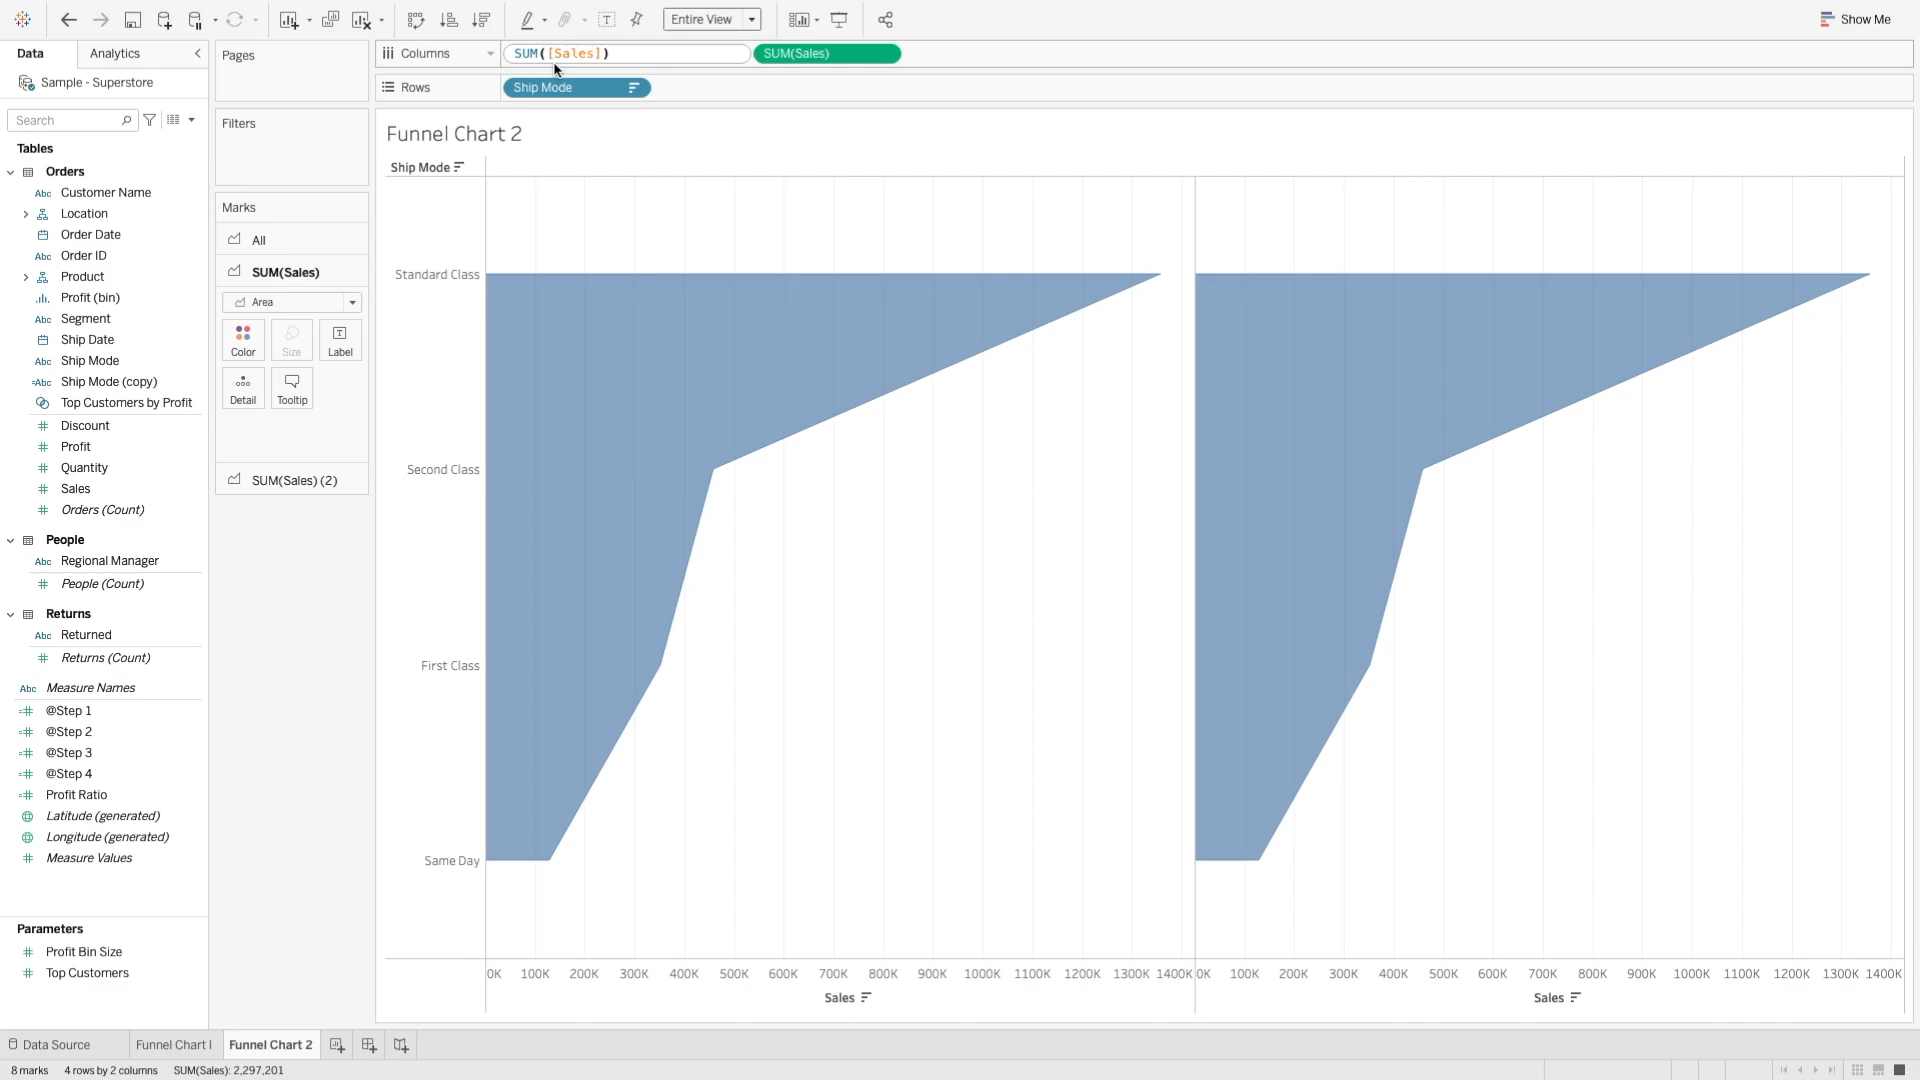 Entire View
Show Me
Data
Analytics
Pages
Columns
SUM([Sales])
SUM(Sales)
Rows
Ship Mode
Sample - Superstore
Search
Tables
Orders
Customer Name
Location
Order Date
Order ID
Product
Profit (bin)
Segment
Ship Date
Ship Mode
Ship Mode (copy)
Top Customers by Profit
Discount
Profit
Quantity
Sales
Orders (Count)
People
Regional Manager
People (Count)
Returns
Returned
Returns (Count)
Measure Names
@Step 1
@Step 2
@Step 3
@Step 4
Profit Ratio
Latitude (generated)
Longitude (generated)
Measure Values
Parameters
Profit Bin Size
Top Customers
Filters
Marks
All
SUM(Sales)
Area
Color
Size
Label
Detail
Tooltip
SUM(Sales) (2)
Funnel Chart 2
Ship Mode
Standard Class
Second Class
First Class
Same Day
0K 100K 200K 300K 400K 500K 600K 700K 800K 900K 1000K 1100K 1200K 1300K 1400K
0K 100K 200K 300K 400K 500K 600K 700K 800K 900K 1000K 1100K 1200K 1300K 1400K
Sales
Sales
Data Source
Funnel Chart I
Funnel Chart 2
8 marks
4 rows by 2 columns
SUM(Sales): 2,297,201